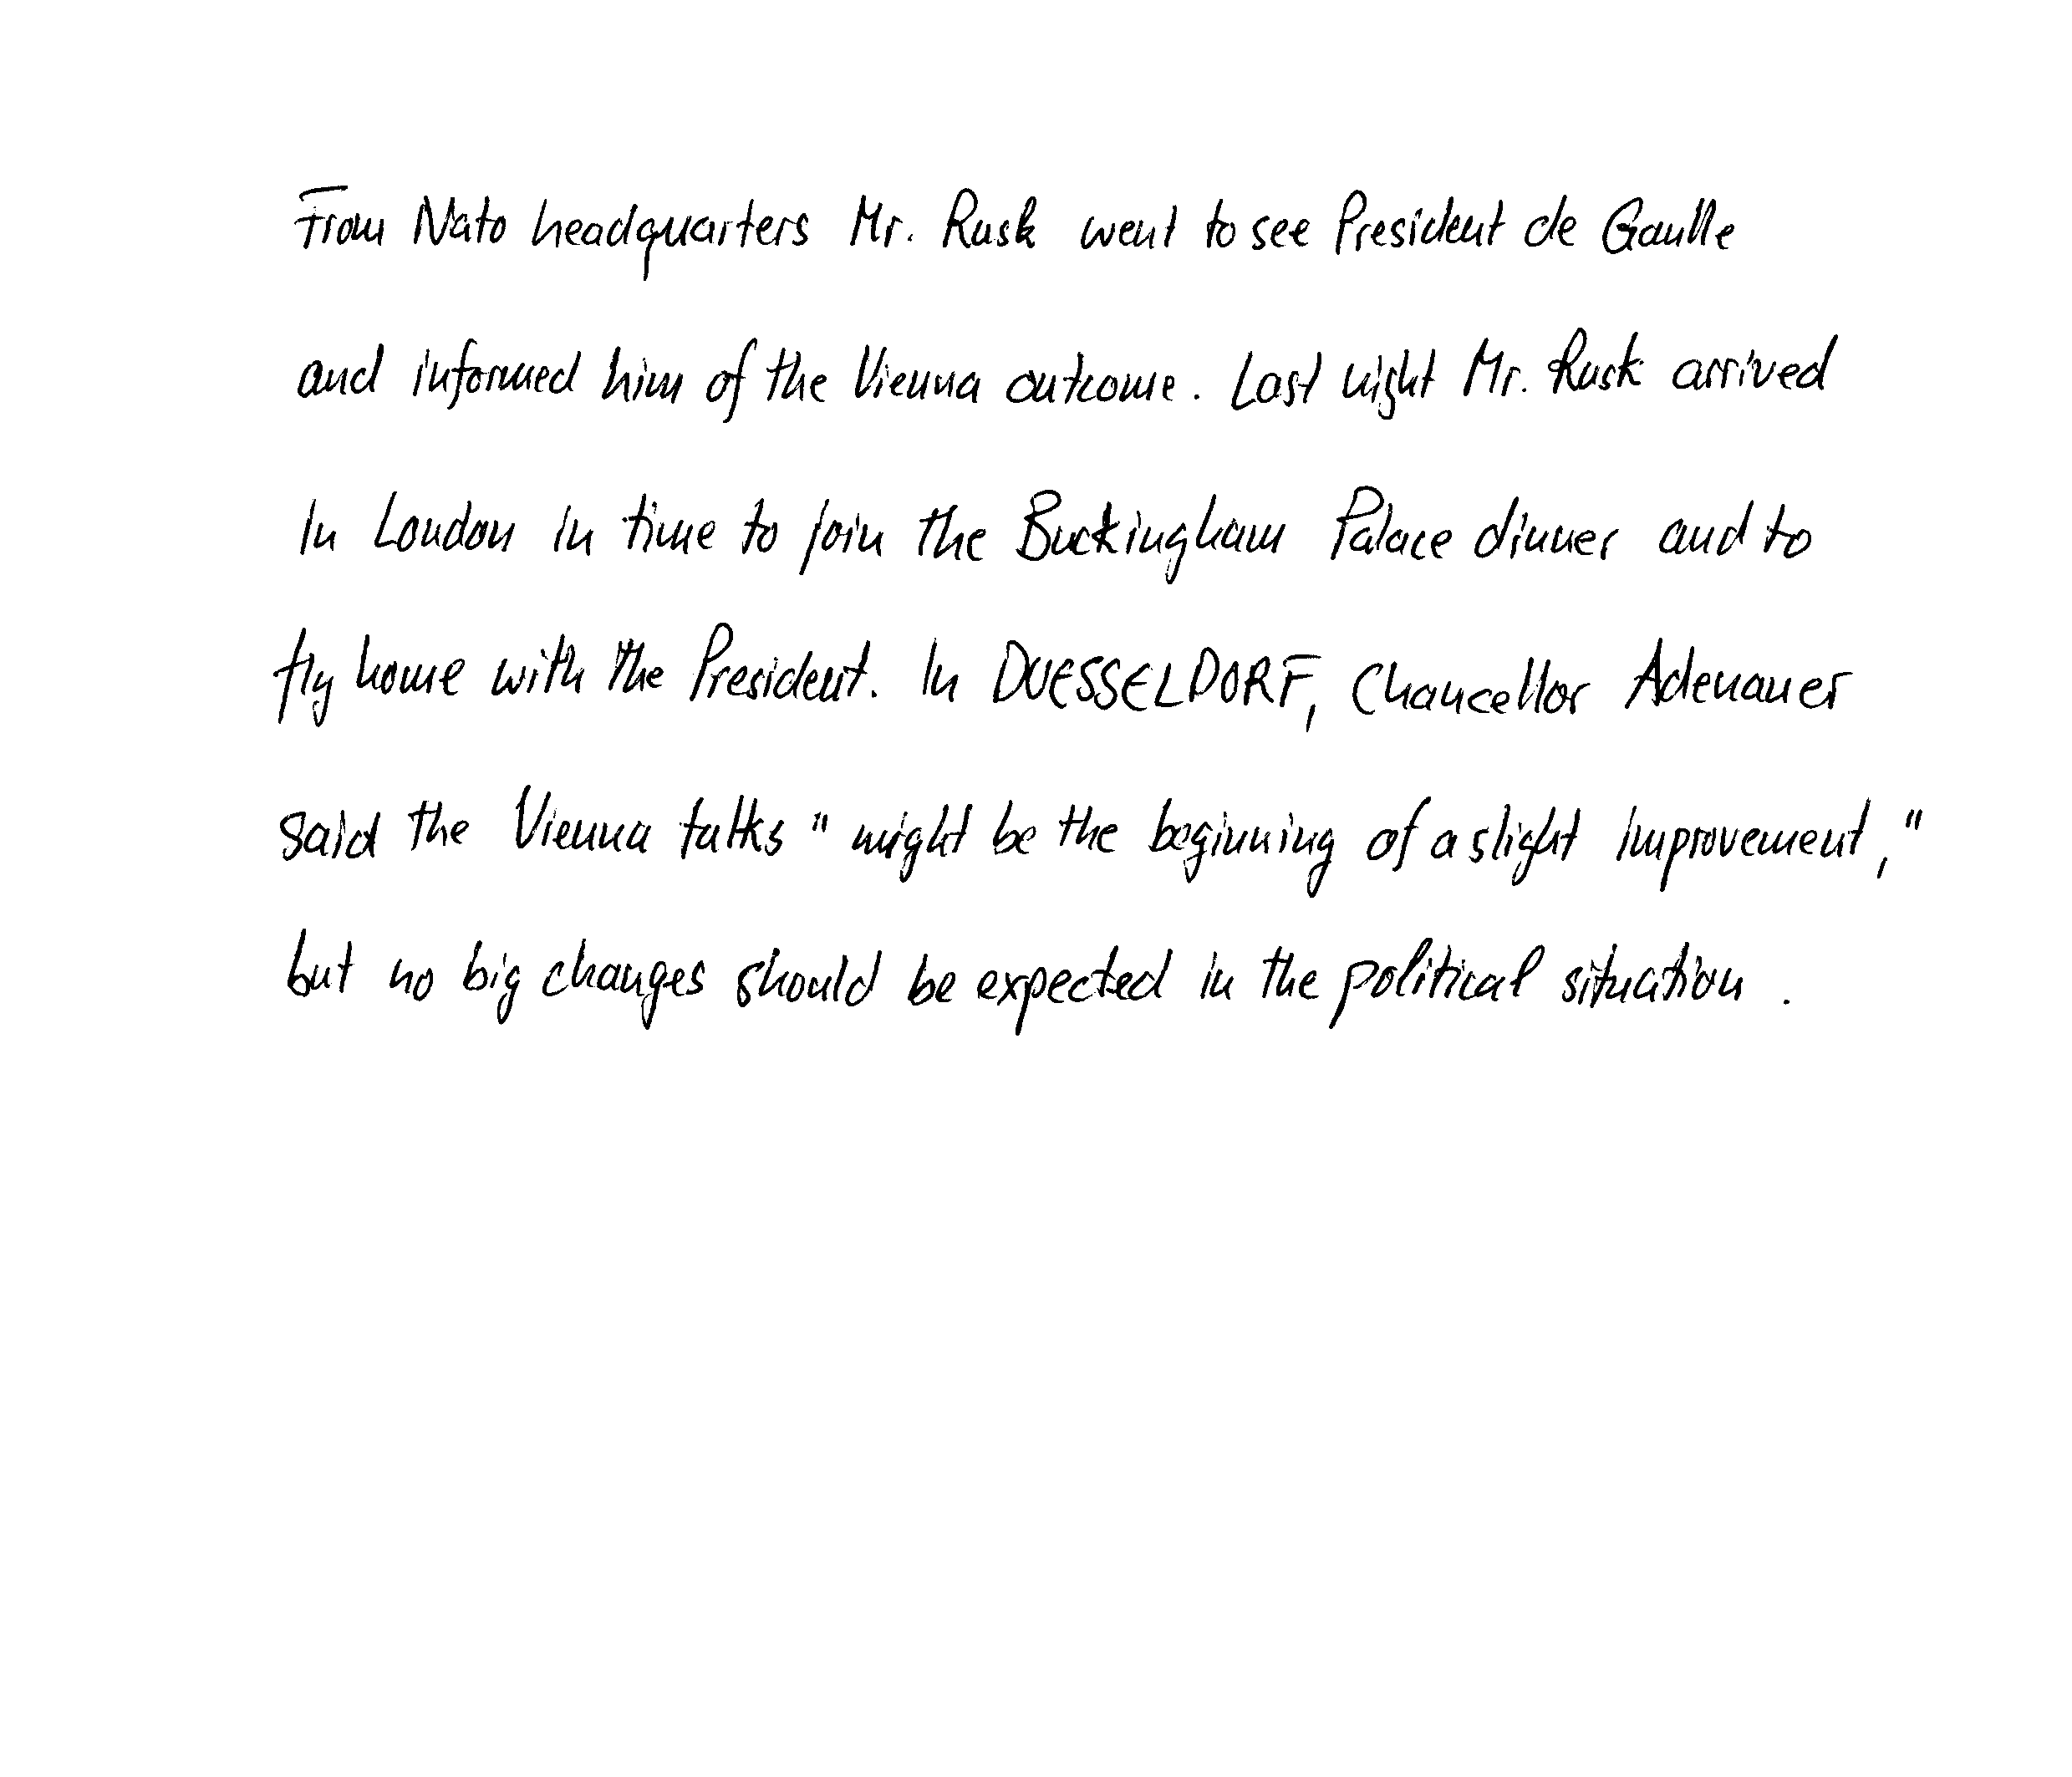 From Nato headquarters Mr. Rusk went to see President de Gaulle
and informed him of the Vienna outcome. Last night Mr. Rusk arrived
in London in time to join the Buckingham Palace dinner and to
fly home with the President. In DUESSELDORF, Chancellor Adenauer
said the Vienna talks "might be the beginning of a slight improvement,"
but no big changes should be expected in the political situation.